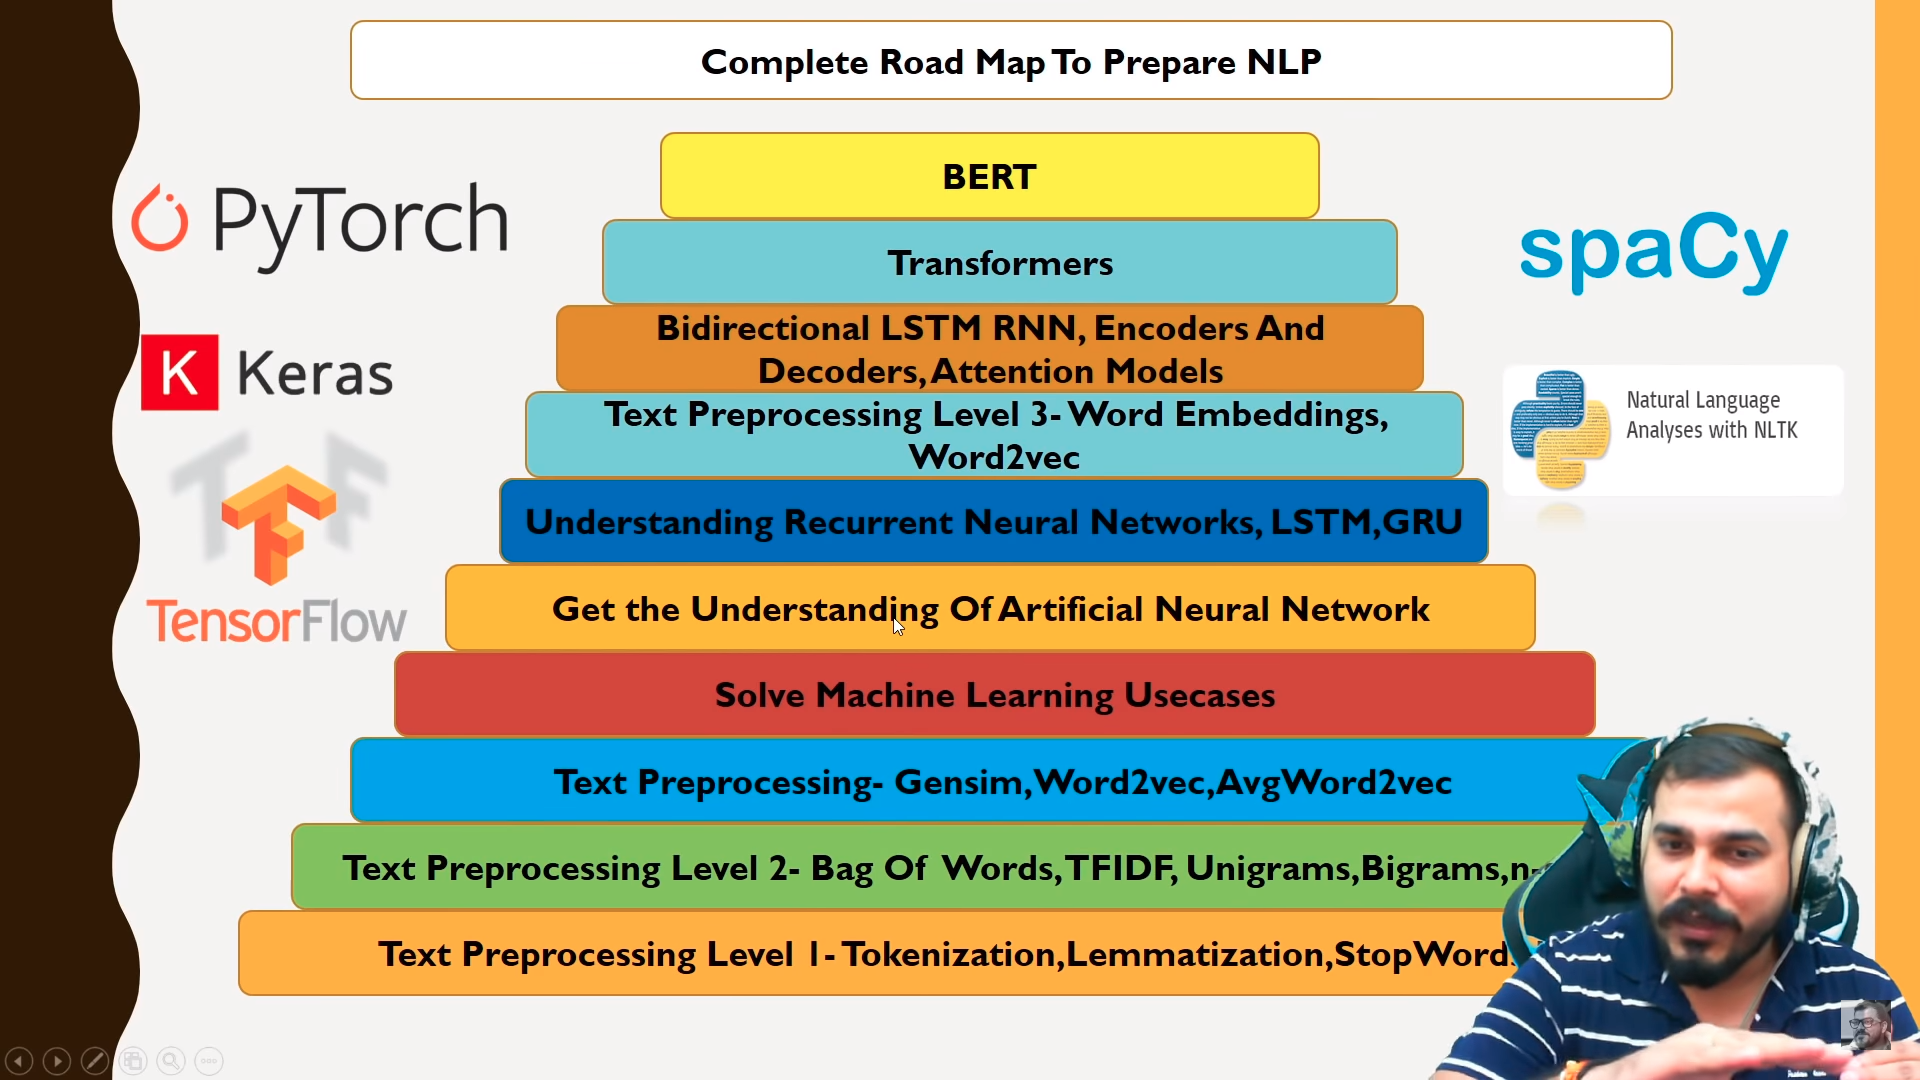 Complete Road Map To Prepare NLP
BERT
Transformers
Bidirectional LSTM RNN, Encoders And
Decoders, Attention Models
Text Preprocessing Level 3- Word Embeddings,
Word2vec
Understanding Recurrent Neural Networks, LSTM,GRU
Get the Understanding Of Artificial Neural Network
Solve Machine Learning Usecases
Text Preprocessing- Gensim,Word2vec,AvgWord2vec
Text Preprocessing Level 2- Bag Of Words,TFIDF, Unigrams,Bigrams,n-
Text Preprocessing Level 1- Tokenization,Lemmatization,StopWords
PyTorch
K Keras
TF
TensorFlow
spaCy
Natural Language
Analyses with NLTK